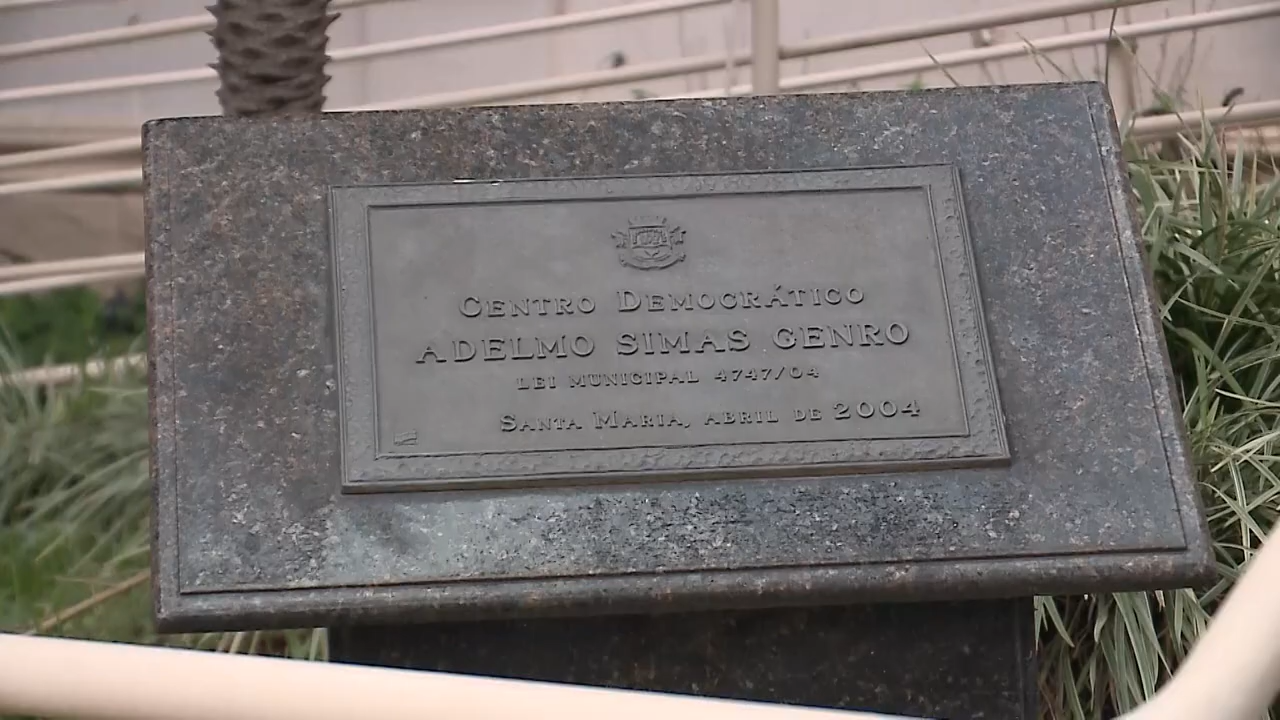 CENTRO DEMOCRÁTICO
ADELMO SIMAS GENRO
LEI MUNICIPAL 4747/04
SANTA MARIA, ABRIL DE 2004